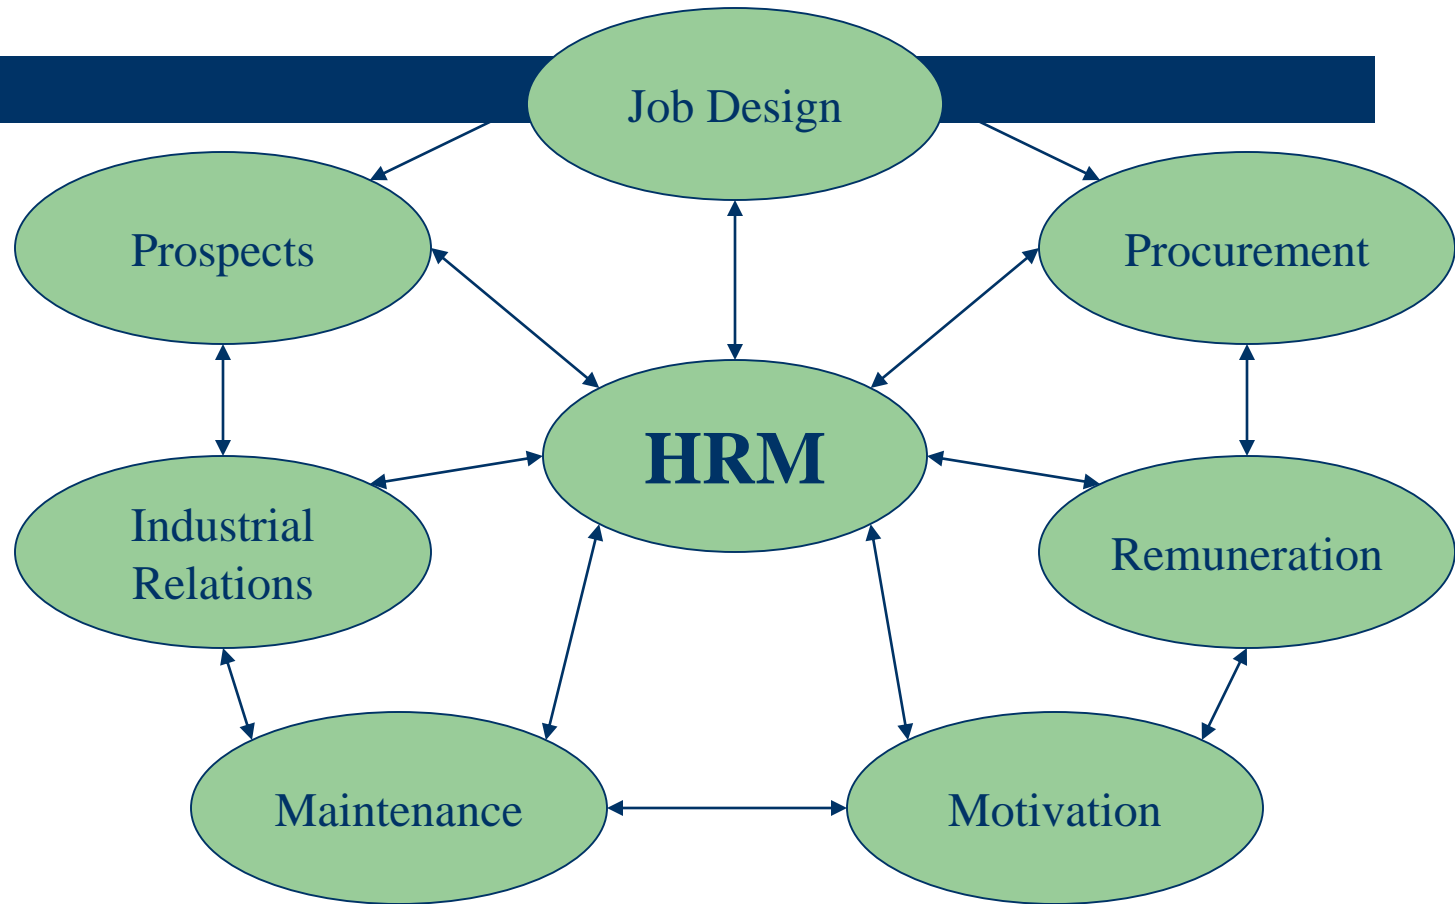 Job Design
Prospects
Procurement
HRM
Industrial
Relations
Remuneration
Maintenance
Motivation